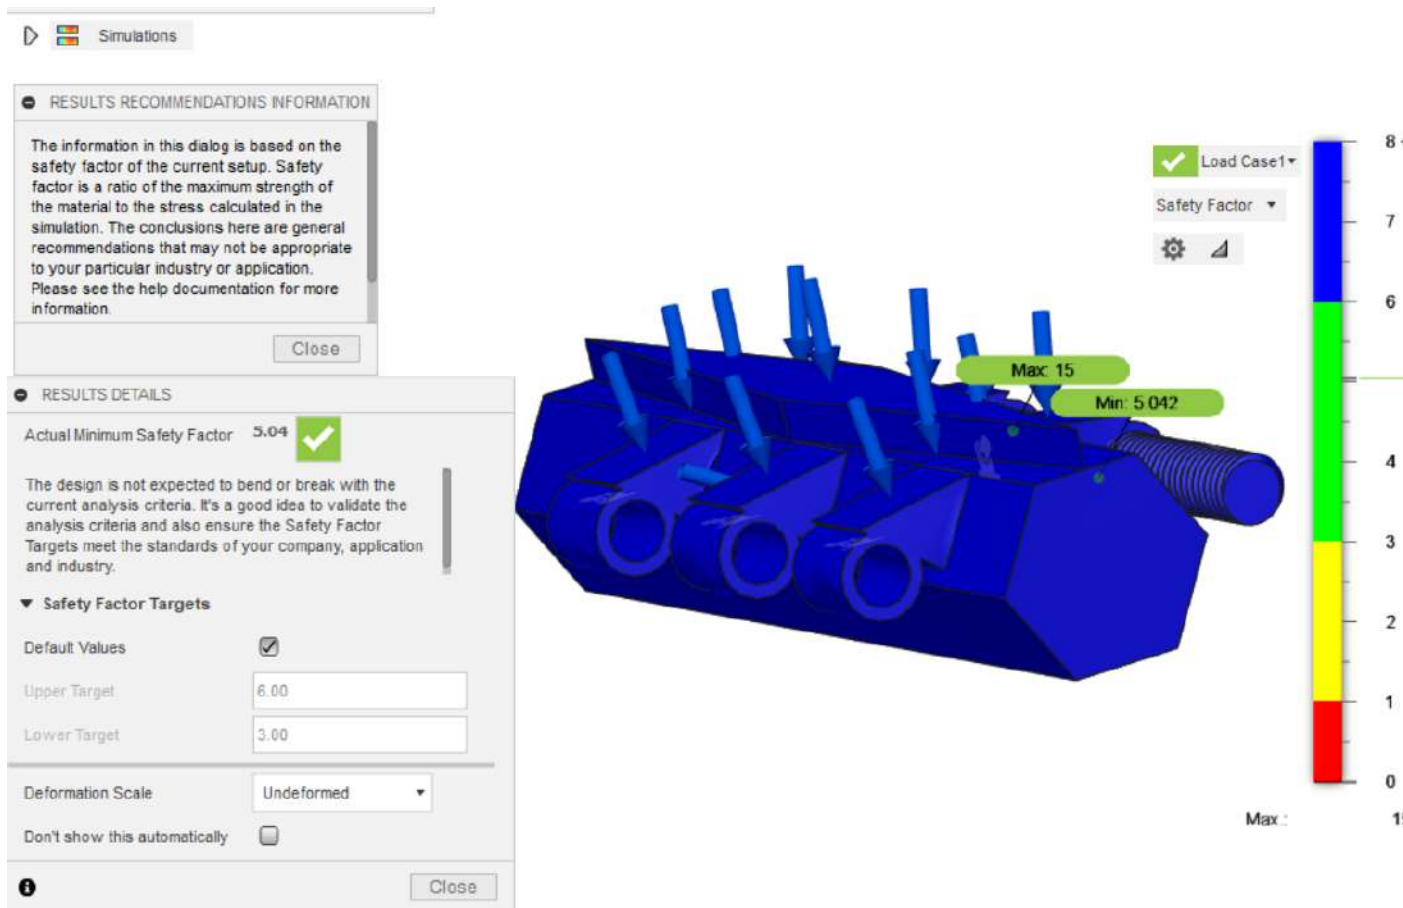 Simulations
RESULTS RECOMMENDATIONS INFORMATION
The information in this dialog is based on the
safety factor of the current setup. Safety
factor is a ratio of the maximum strength of
the material to the stress calculated in the
simulation. The conclusions here are general
recommendations that may not be appropriate
to your particular industry or application.
Please see the help documentation for more
information.
Close
RESULTS DETAILS
Actual Minimum Safety Factor 5.04
The design is not expected to bend or break with the
current analysis criteria. It's a good idea to validate the
analysis criteria and also ensure the Safety Factor
Targets meet the standards of your company, application
and industry.
Safety Factor Targets
Default Values
Upper Target 6.00
Lower Target 3.00
Deformation Scale Undeformed
Don't show this automatically
Close
Load Case1
Safety Factor
Max: 15
Min: 5.042
8
7
6
4
3
2
1
0
Max :